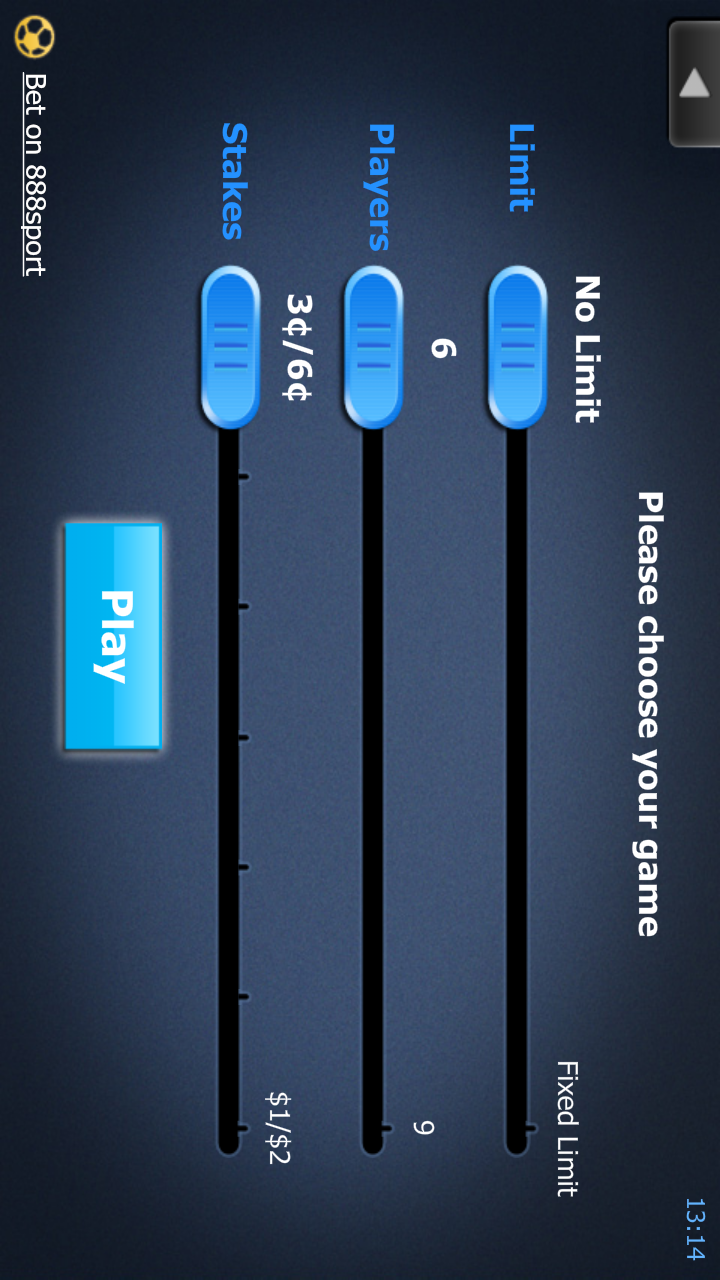 13:14
Please choose your game
No Limit
Fixed Limit
Limit
6
9
Players
3¢/6¢
$1/$2
Stakes
Play
Bet on 888sport